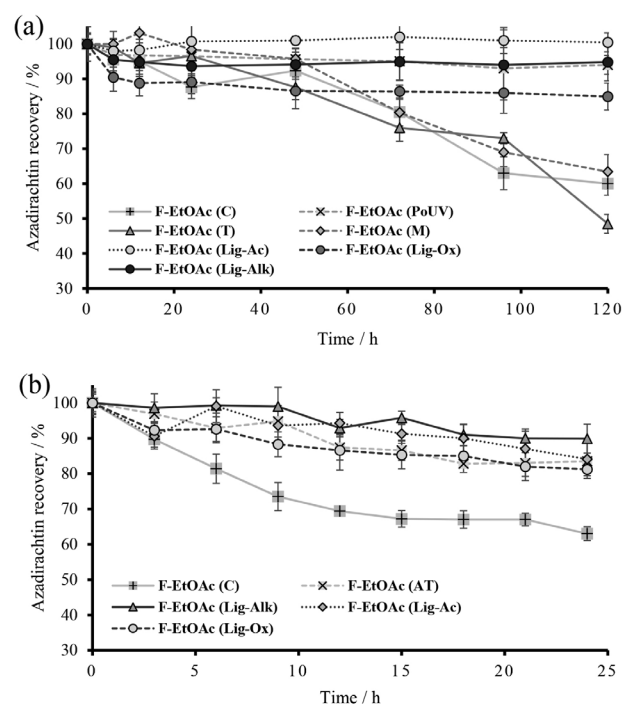 (a)
100
90
80
70
60
50
40
30
Azadirachtin recovery / %
F-EtOAc (C)
F-EtOAc (PoUV)
F-EtOAc (T)
F-EtOAc (M)
F-EtOAc (Lig-Ac)
F-EtOAc (Lig-Ox)
F-EtOAc (Lig-Alk)
0 20 40 60 80 100 120
Time / h
(b)
100
90
80
70
60
50
40
30
Azadirachtin recovery / %
F-EtOAc (C)
F-EtOAc (AT)
F-EtOAc (Lig-Alk)
F-EtOAc (Lig-Ac)
F-EtOAc (Lig-Ox)
0 5 10 15 20 25
Time / h